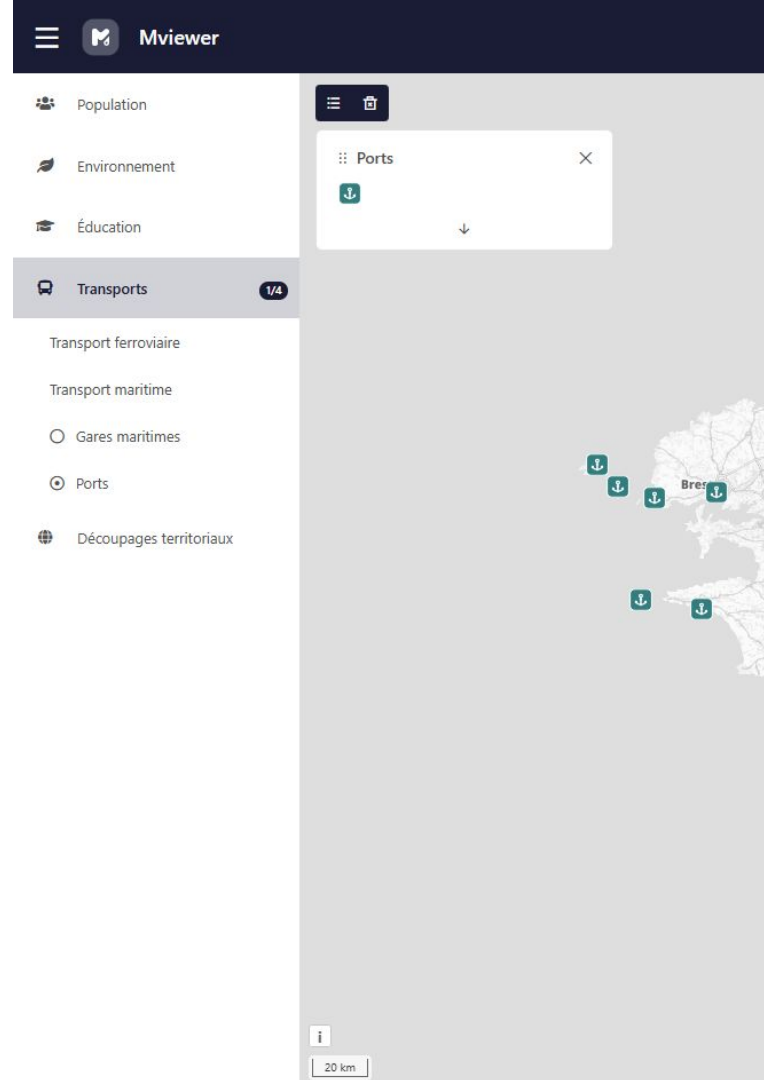 Mviewer
Population
Environnement
Éducation
Transports 1/4
Transport ferroviaire
Transport maritime
Gares maritimes
Ports
Découpages territoriaux
Ports
i
20 km